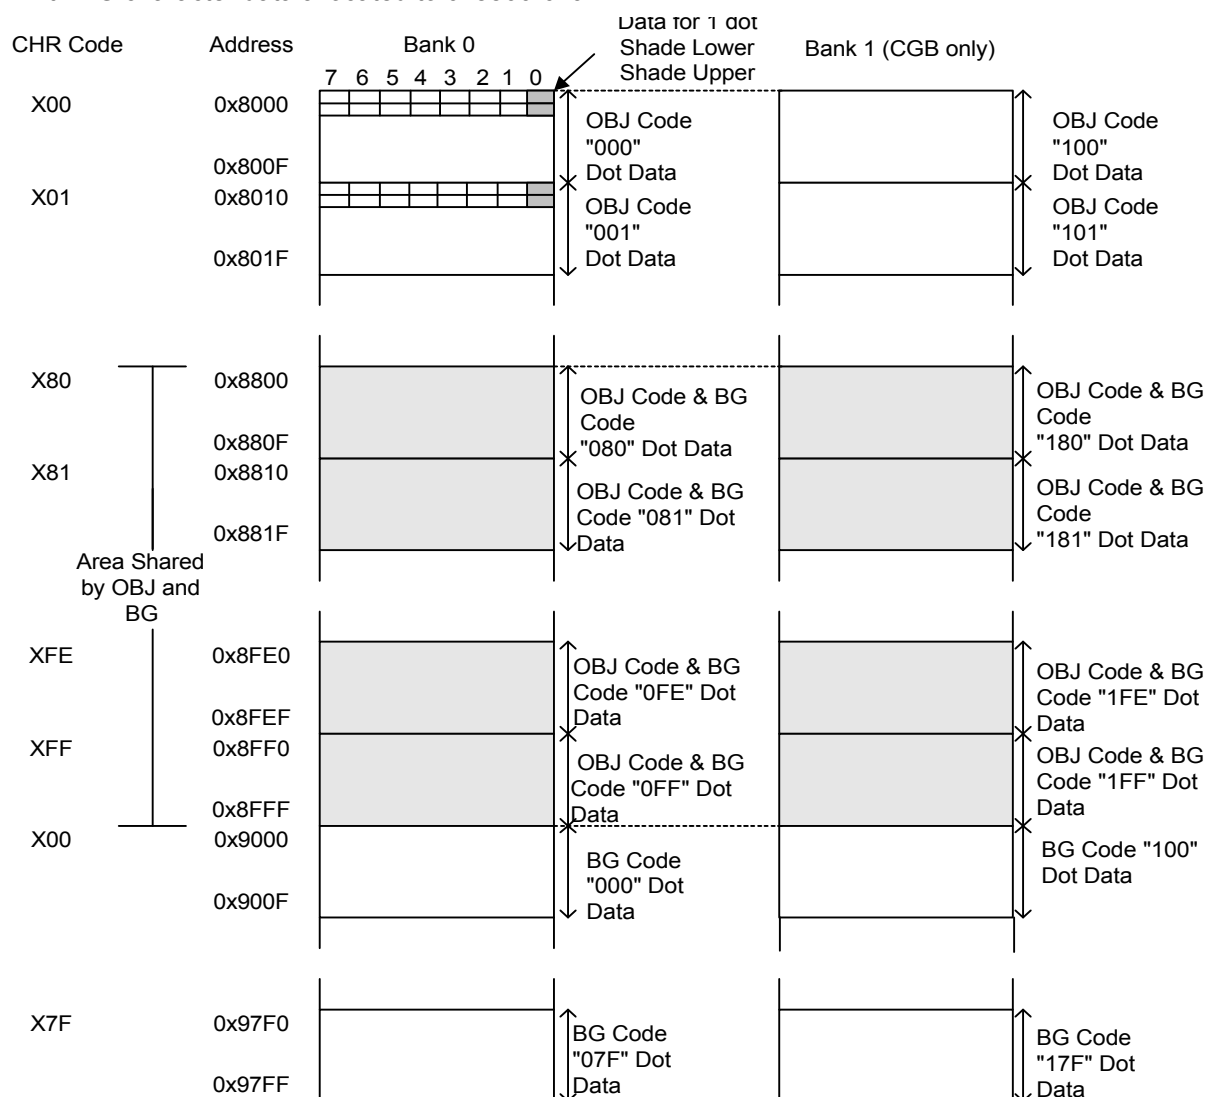 Data for 1 dot
CHR Code Address Bank 0 Shade Lower Bank 1 (CGB only)
Shade Upper
7 6 5 4 3 2 1 0
X00 0x8000
OBJ Code OBJ Code
"000" "100"
0x800F Dot Data Dot Data
X01 0x8010
OBJ Code OBJ Code
"001" "101"
0x801F Dot Data Dot Data
X80 0x8800
OBJ Code & BG OBJ Code & BG
Code Code
0x880F "080" Dot Data "180" Dot Data
X81 0x8810
OBJ Code & BG OBJ Code & BG
Code "081" Dot Code
0x881F Data "181" Dot Data
Area Shared
by OBJ and
BG
XFE 0x8FE0
OBJ Code & BG OBJ Code & BG
Code "0FE" Dot Code "1FE" Dot
0x8FEF Data Data
XFF 0x8FF0
OBJ Code & BG OBJ Code & BG
Code "0FF" Dot Code "1FF" Dot
0x8FFF Data Data
X00 0x9000
BG Code BG Code "100"
"000" Dot Dot Data
0x900F Data
X7F 0x97F0
BG Code BG Code
"07F" Dot "17F" Dot
0x97FF Data Data